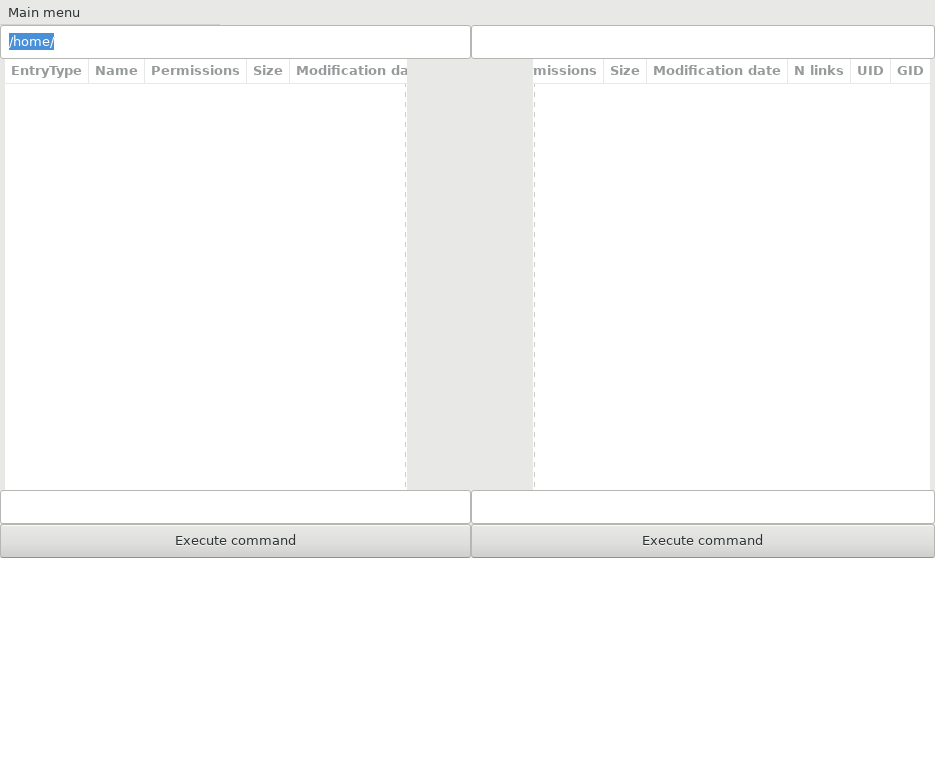 Main menu
/home/
EntryType Name Permissions Size Modification da missions Size Modification date N links UID GID
Execute command Execute command